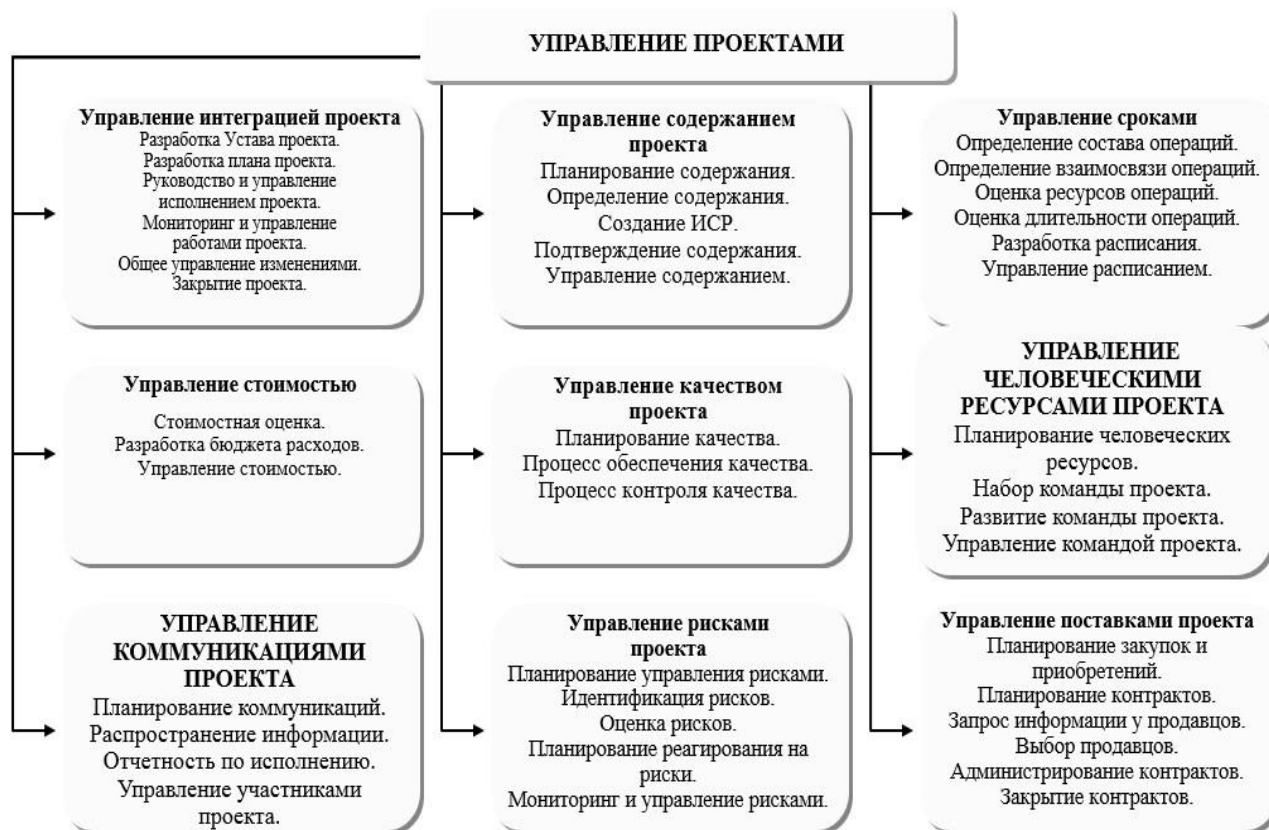 УПРАВЛЕНИЕ ПРОЕКТАМИ
Управление интеграцией проекта
Разработка Устава проекта.
Разработка плана проекта.
Руководство и управление
исполнением проекта.
Мониторинг и управление
работами проекта.
Общее управление изменениями.
Закрытие проекта.
Управление содержанием
проекта
Планирование содержания.
Определение содержания.
Создание ИСР.
Подтверждение содержания.
Управление содержанием.
Управление сроками
Определение состава операций.
Определение взаимосвязи операций.
Оценка ресурсов операций.
Оценка длительности операций.
Разработка расписания.
Управление расписанием.
Управление стоимостью
Стоимостная оценка.
Разработка бюджета расходов.
Управление стоимостью.
Управление качеством
проекта
Планирование качества.
Процесс обеспечения качества.
Процесс контроля качества.
УПРАВЛЕНИЕ
ЧЕЛОВЕЧЕСКИМИ
РЕСУРСАМИ ПРОЕКТА
Планирование человеческих
ресурсов.
Набор команды проекта.
Развитие команды проекта.
Управление командой проекта.
УПРАВЛЕНИЕ
КОММУНИКАЦИЯМИ
ПРОЕКТА
Планирование коммуникаций.
Распространение информации.
Отчетность по исполнению.
Управление участниками
проекта.
Управление рисками
проекта
Планирование управления рисками.
Идентификация рисков.
Оценка рисков.
Планирование реагирования на
риски.
Мониторинг и управление рисками.
Управление поставками проекта
Планирование закупок и
приобретений.
Планирование контрактов.
Запрос информации у продавцов.
Выбор продавцов.
Администрирование контрактов.
Закрытие контрактов.